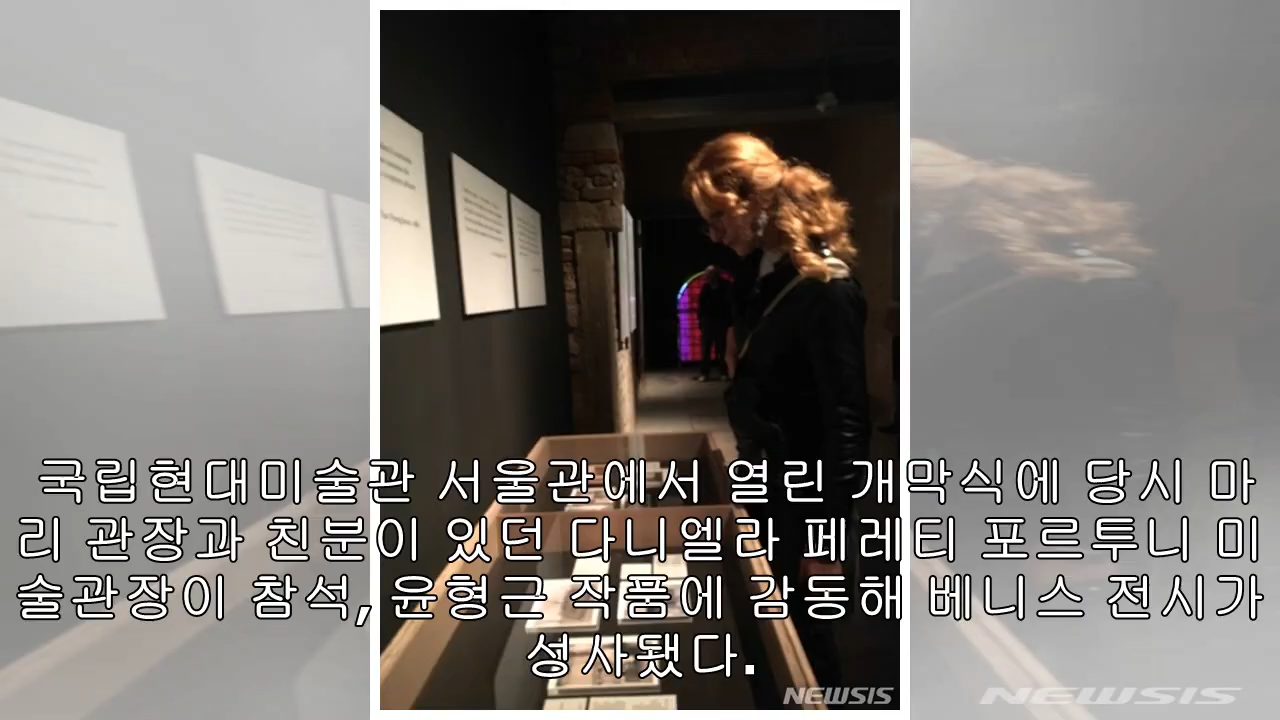 국립현대미술관 서울관에서 열린 개막식에 당시 마
리 관장과 친분이 있던 다니엘라 페레티 포르투니 미
술관장이 참석, 윤형근 작품에 감동해 베니스 전시가
성사됐다.
NEWSIS
NEWSIS